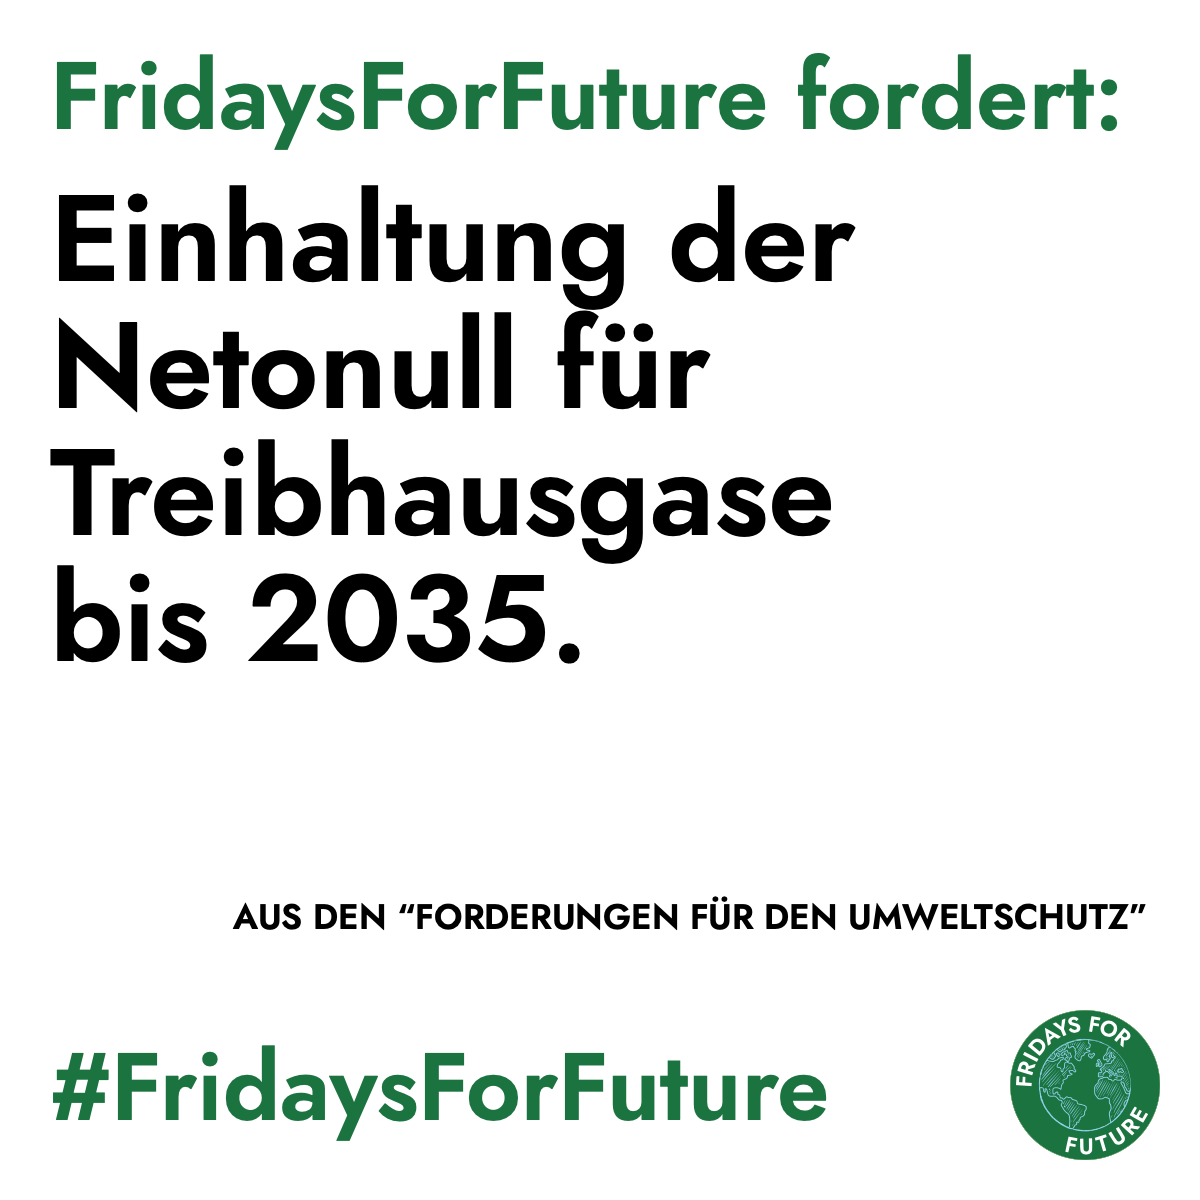 FridaysForFuture fordert:
Einhaltung der
Netonull für
Treibhausgase
bis 2035.
AUS DEN “FORDERUNGEN FÜR DEN UMWELTSCHUTZ”
#FridaysForFuture
FRIDAYS FOR
FUTURE